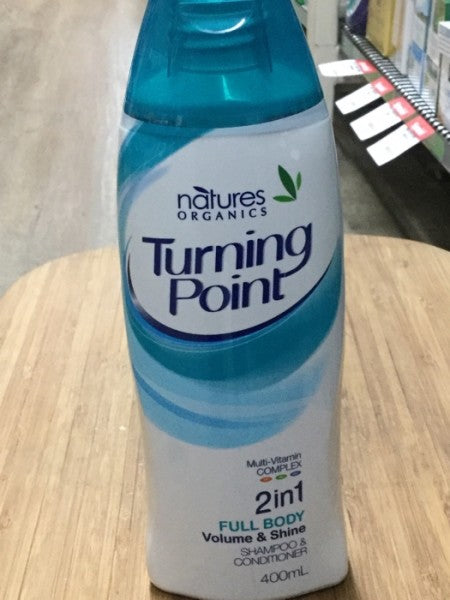 natures
ORGANICS
Turning
Point
Multi-Vitamin
COMPLEX
2in1
FULL BODY
Volume & Shine
SHAMPOO &
CONDITIONER
400mL